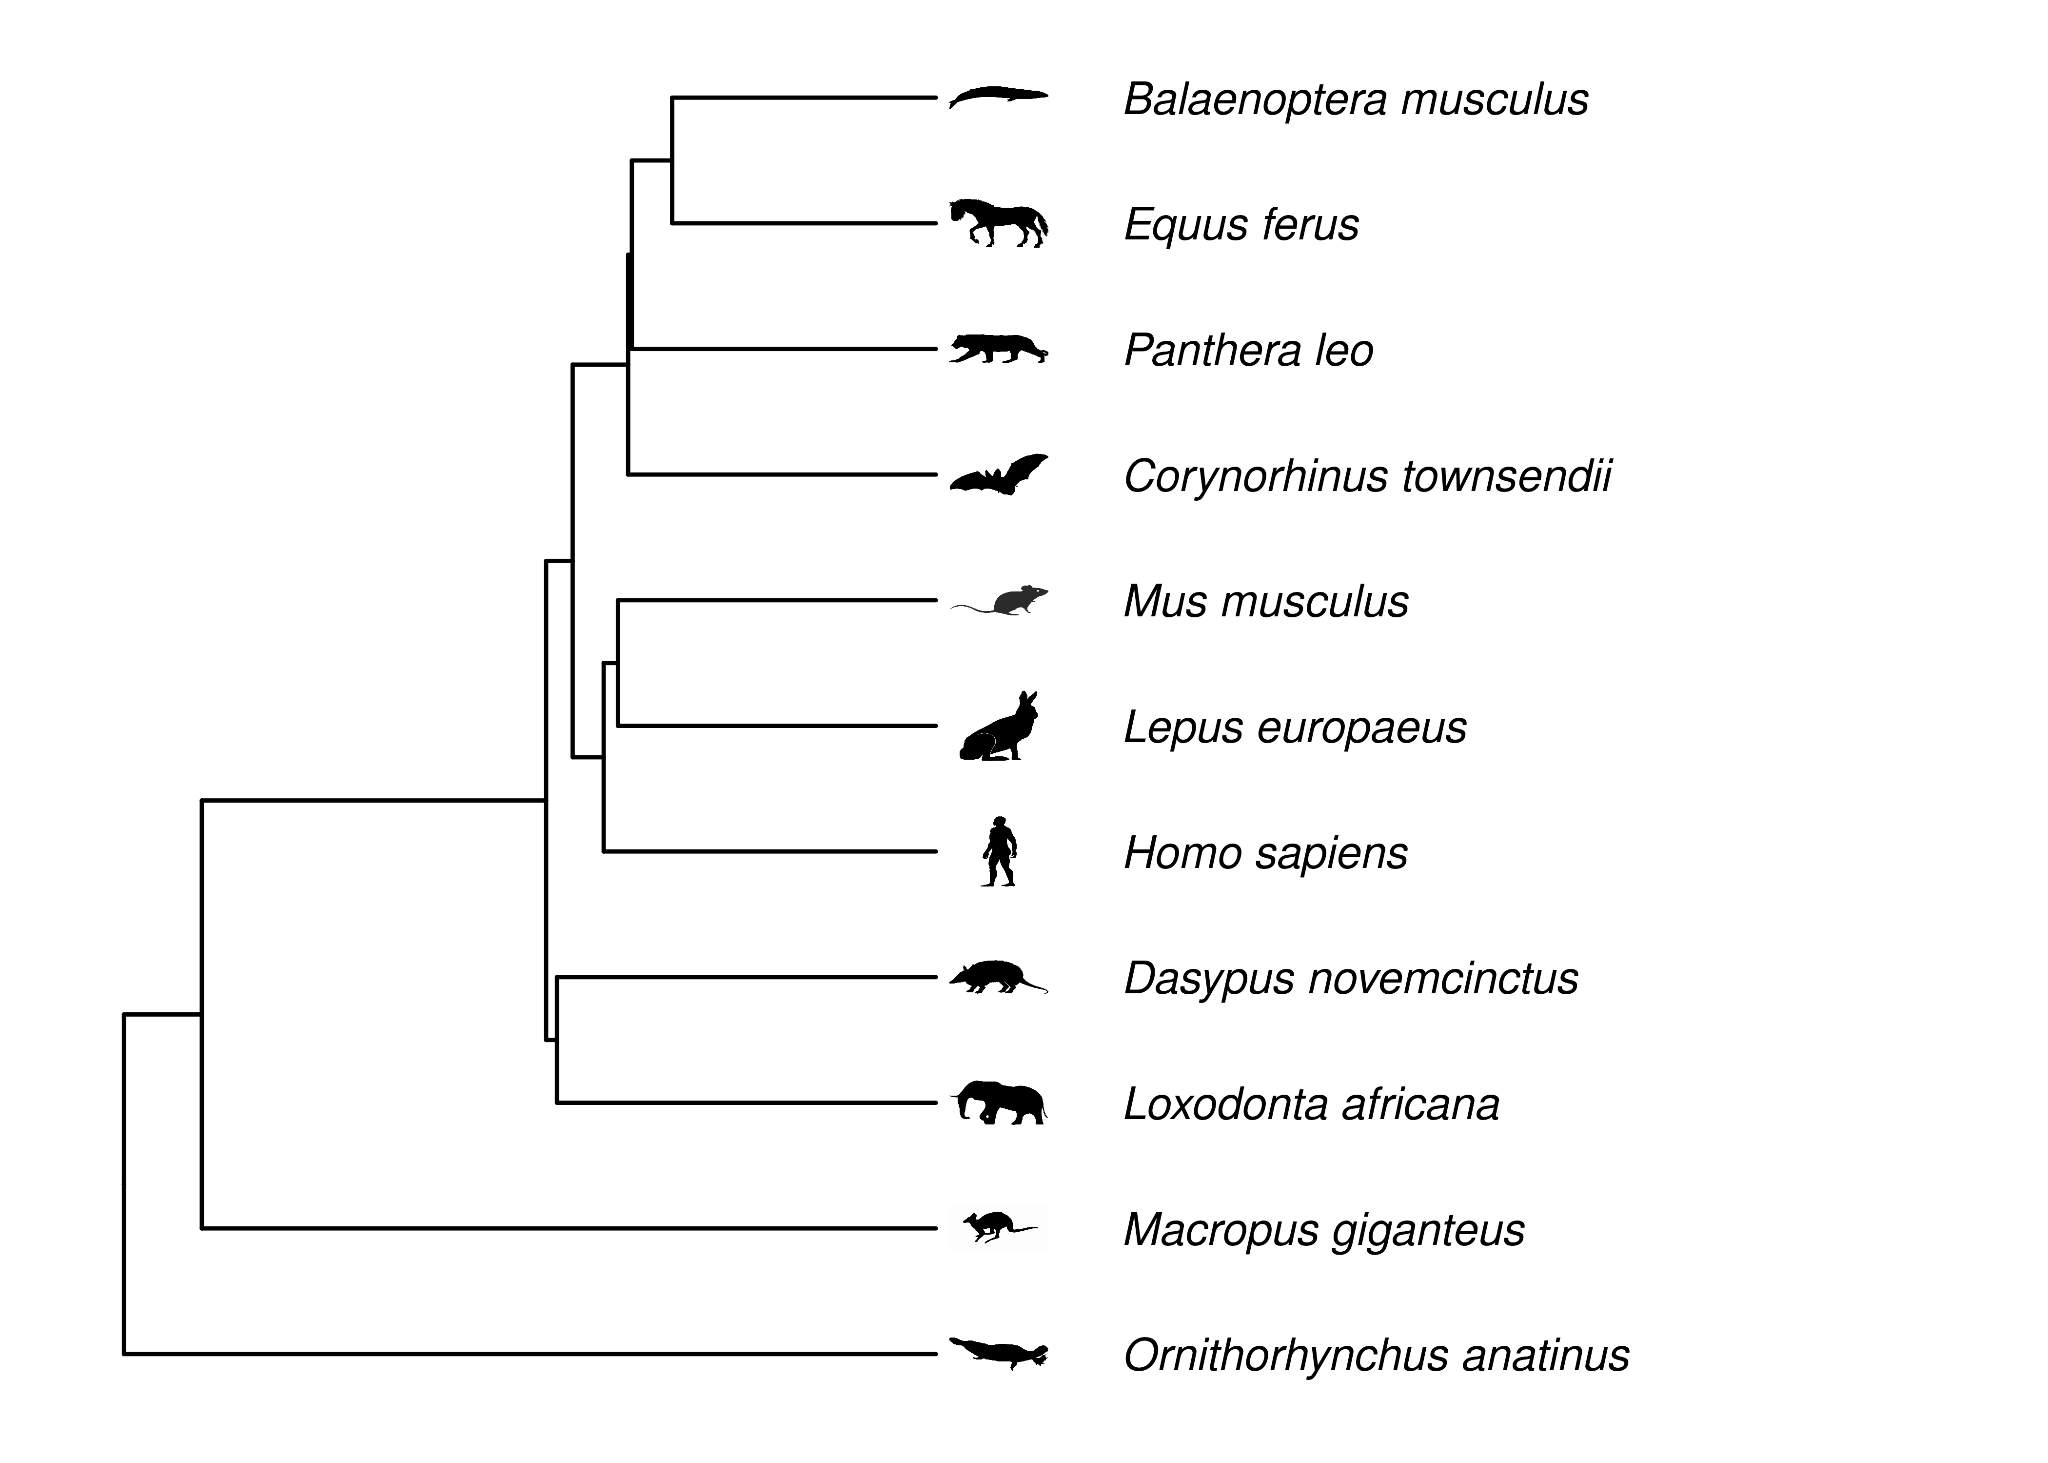 Balaenoptera musculus
Equus ferus
Panthera leo
Corynorhinus townsendii
Mus musculus
Lepus europaeus
Homo sapiens
Dasypus novemcinctus
Loxodonta africana
Macropus giganteus
Ornithorhynchus anatinus